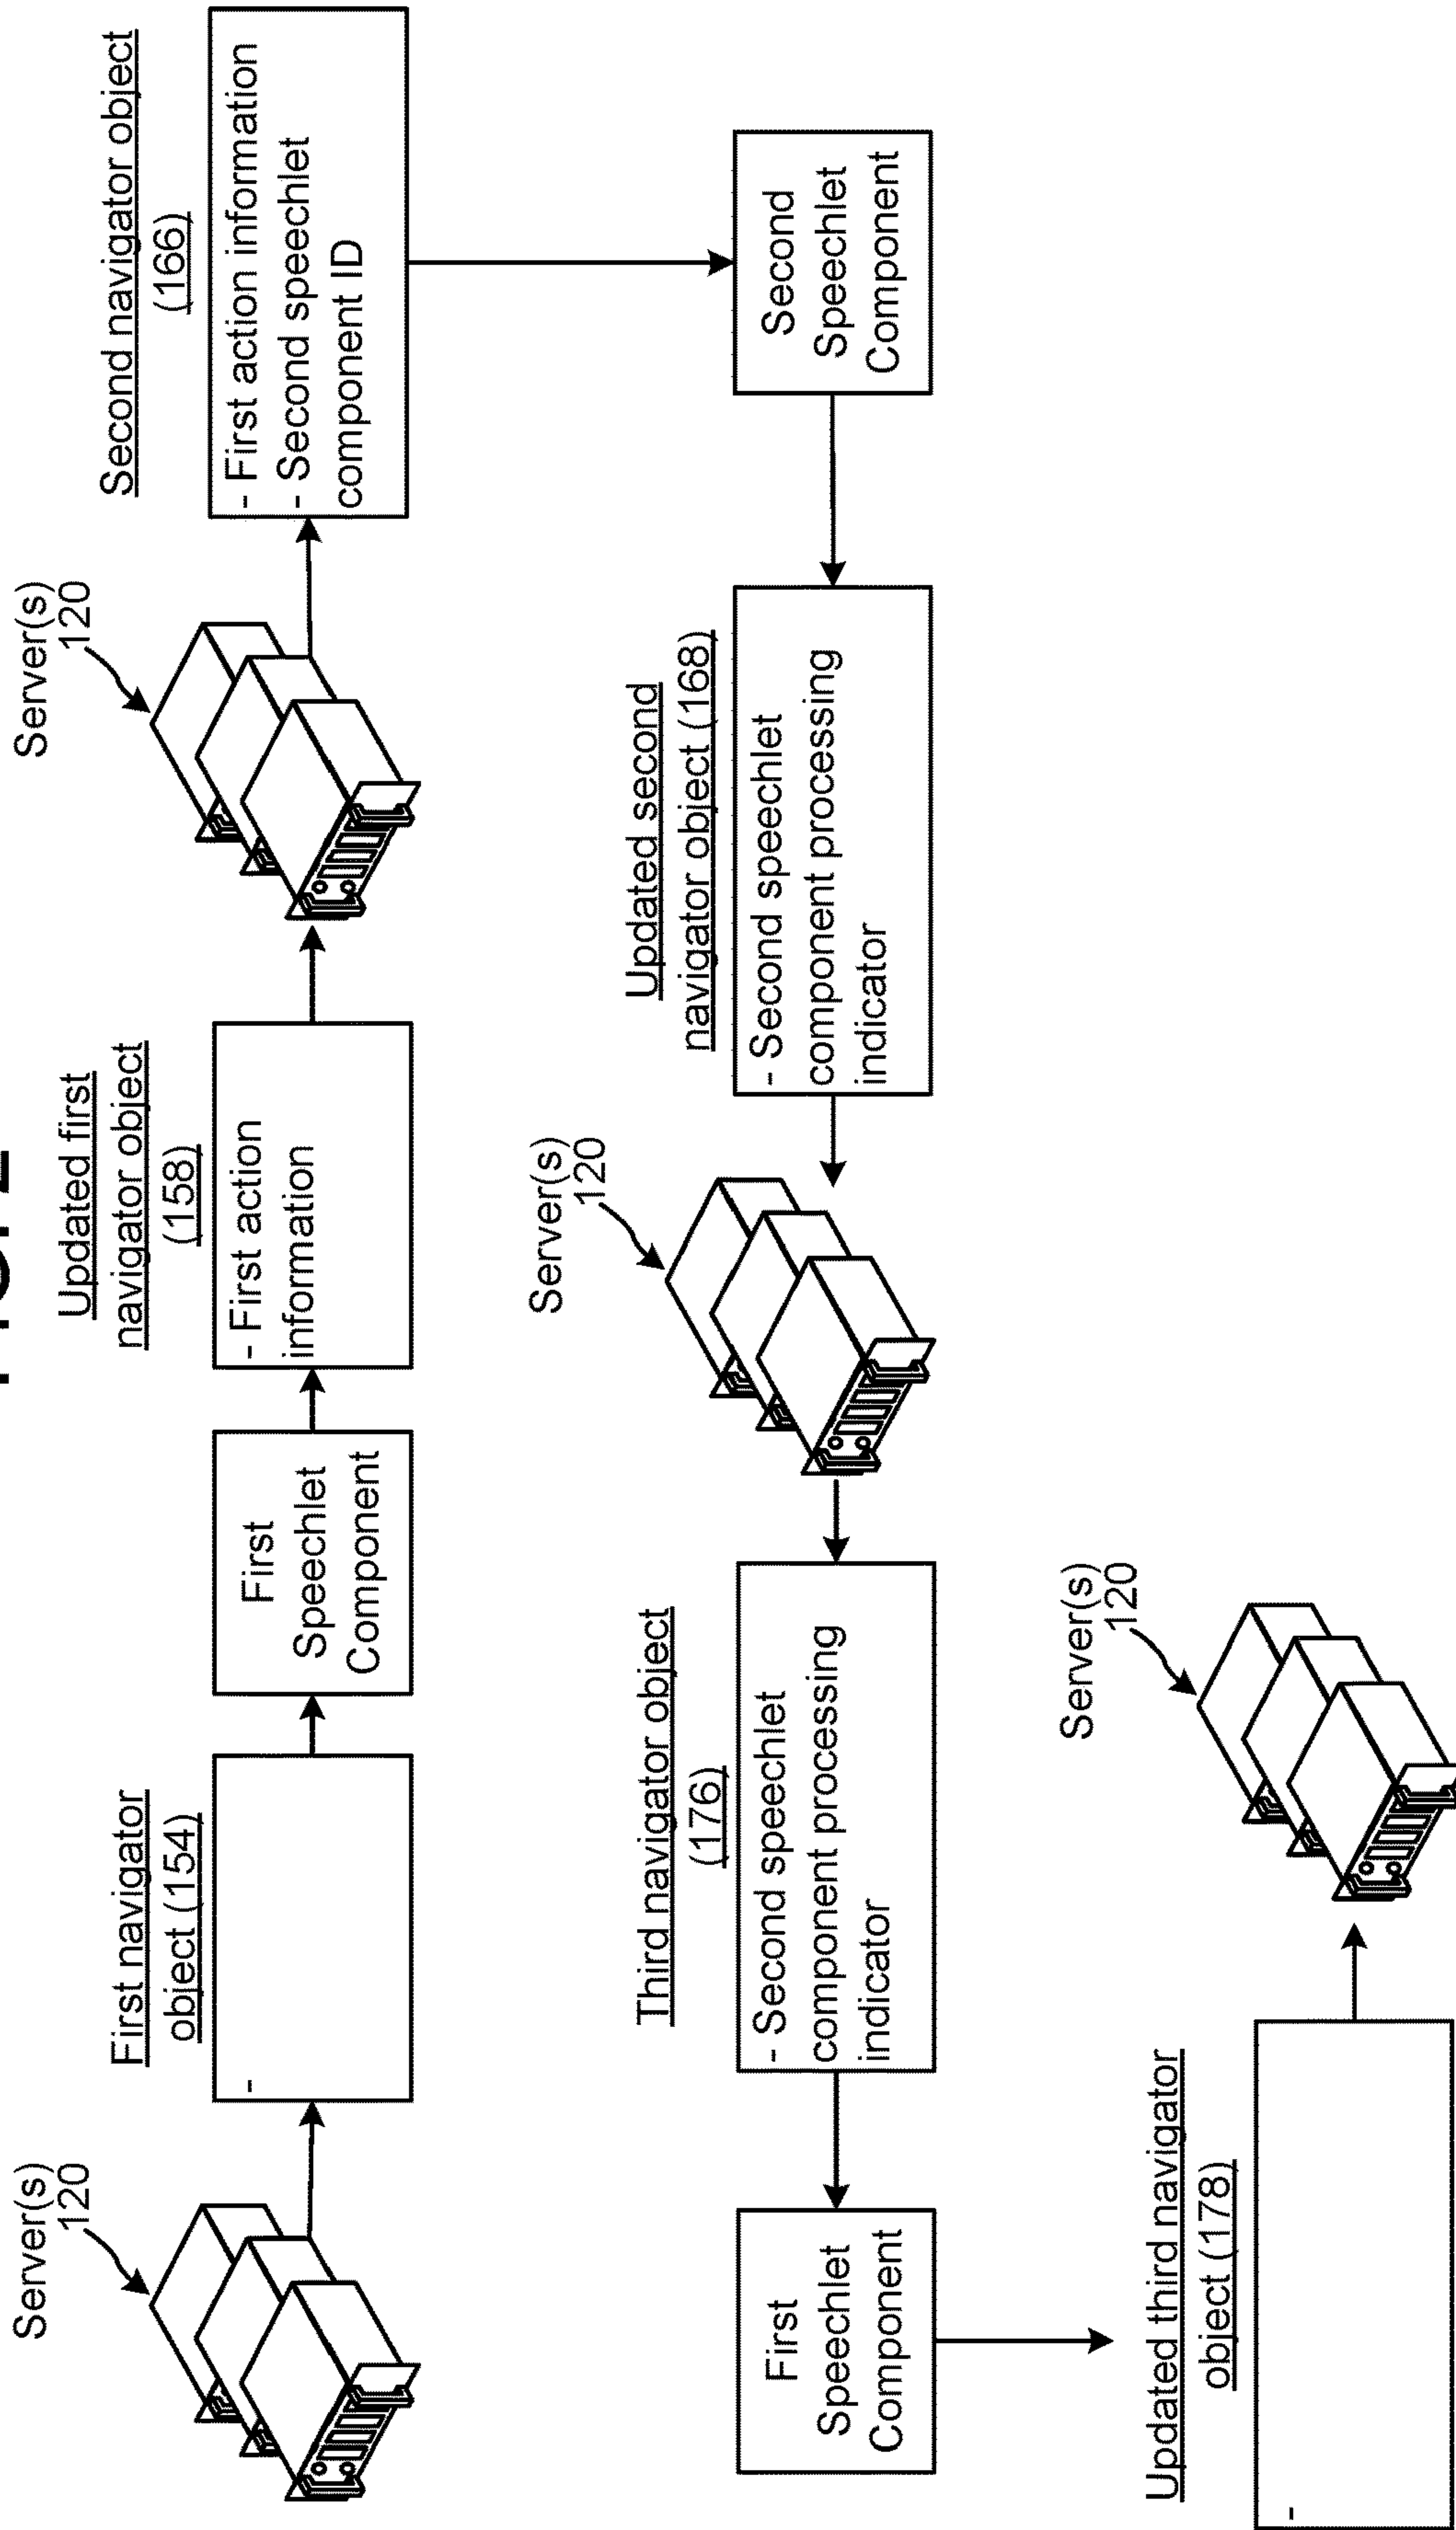 Server(s)
120
First navigator
object (154)
-
First
Speechlet
Component
Updated first
navigator object
(158)
- First action
information
Server(s)
120
Second navigator object
(166)
- First action information
- Second speechlet
component ID
Second
Speechlet
Component
Updated second
navigator object (168)
- Second speechlet
component processing
indicator
Server(s)
120
Third navigator object
(176)
- Second speechlet
component processing
indicator
First
Speechlet
Component
Updated third navigator
object (178)
-
Server(s)
120